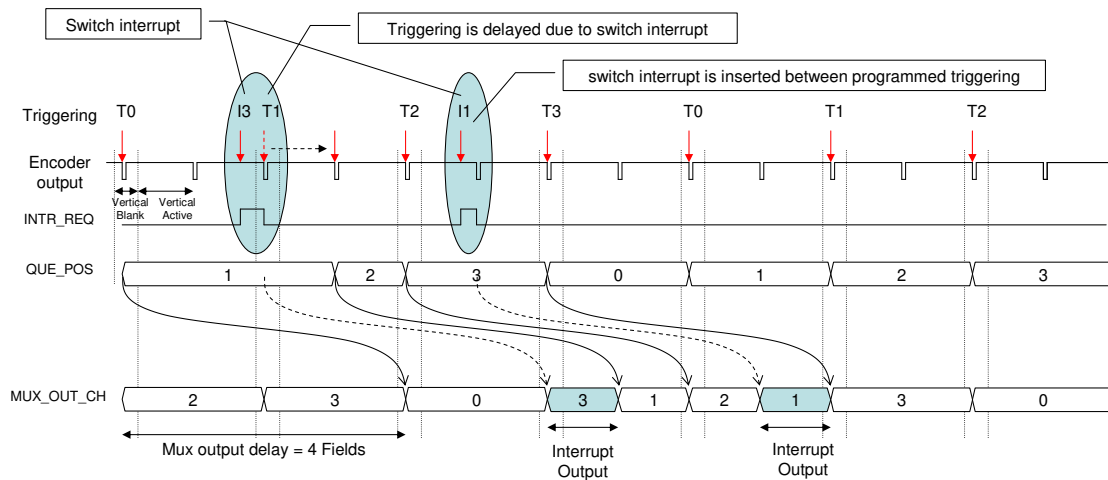 Switch interrupt
Triggering is delayed due to switch interrupt
switch interrupt is inserted between programmed triggering
Triggering T0 I3 T1 T2 I1 T3 T0 T1 T2
Encoder
output
Vertical
Blank
Vertical
Active
INTR_REQ
QUE_POS 1 2 3 0 1 2 3
MUX_OUT_CH 2 3 0 3 1 2 1 3 0
Mux output delay = 4 Fields
Interrupt
Output
Interrupt
Output